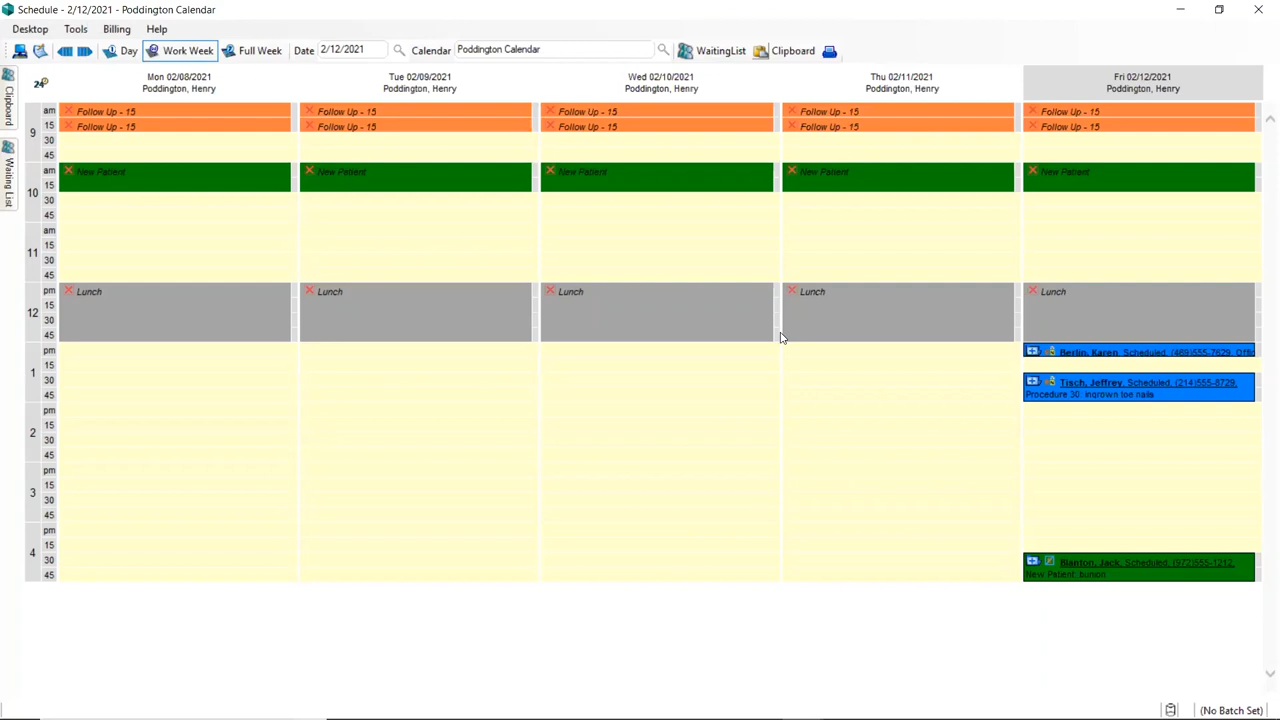 Schedule - 2/12/2021 - Poddington Calendar
Desktop Tools Billing Help
Day Work Week Full Week Date 2/12/2021 Calendar Poddington Calendar WaitingList Clipboard
Clipboard
Waiting List
24
Mon 02/08/2021
Poddington, Henry
Tue 02/09/2021
Poddington, Henry
Wed 02/10/2021
Poddington, Henry
Thu 02/11/2021
Poddington, Henry
Fri 02/12/2021
Poddington, Henry
9 am Follow Up - 15 Follow Up - 15 Follow Up - 15 Follow Up - 15 Follow Up - 15
15 Follow Up - 15 Follow Up - 15 Follow Up - 15 Follow Up - 15 Follow Up - 15
30
45
10 am New Patient New Patient New Patient New Patient New Patient
15
30
45
11 am
15
30
45
12 pm Lunch Lunch Lunch Lunch Lunch
15
30
45
1 pm Berlin, Karen, Scheduled, (469)555-7829, Offic
15
30 Tisch, Jeffrey, Scheduled, (214)555-8729,
45 Procedure 30: ingrown toe nails
2 pm
15
30
45
3 pm
15
30
45
4 pm
15
30 Blanton, Jack, Scheduled, (972)555-1212,
45 New Patient: bunion
(No Batch Set)